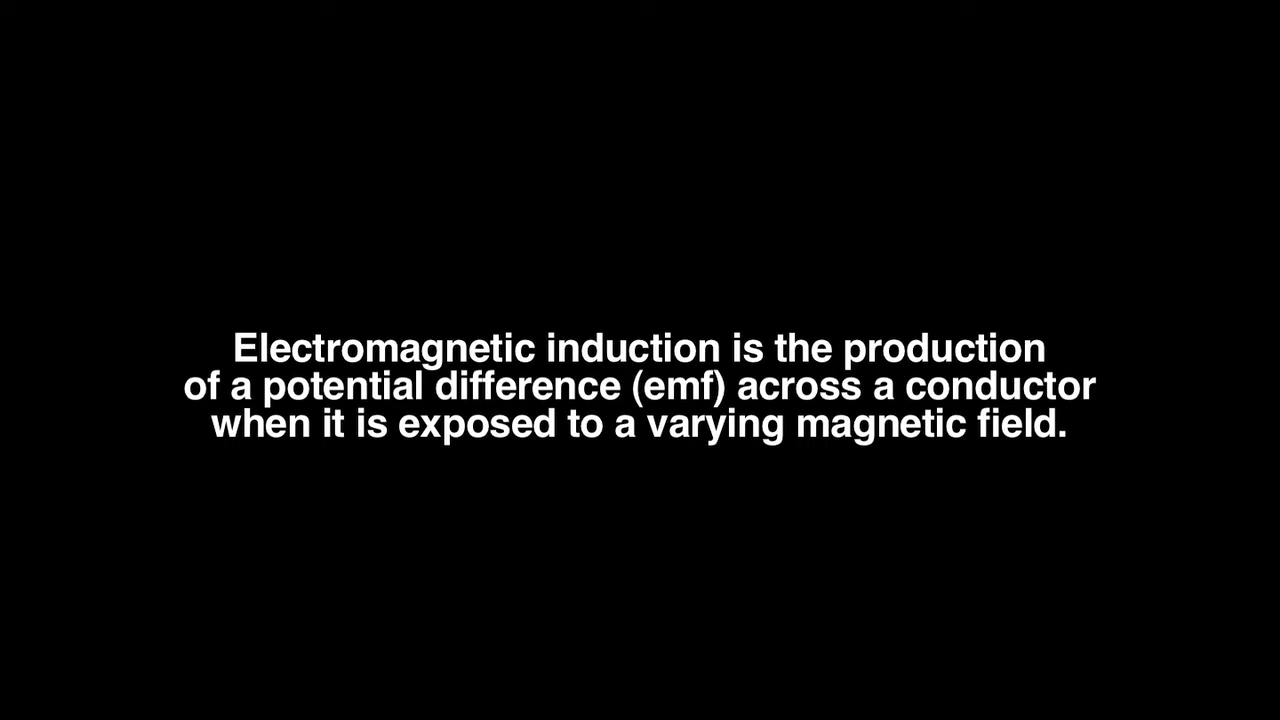 Electromagnetic induction is the production
of a potential difference (emf) across a conductor
when it is exposed to a varying magnetic field.